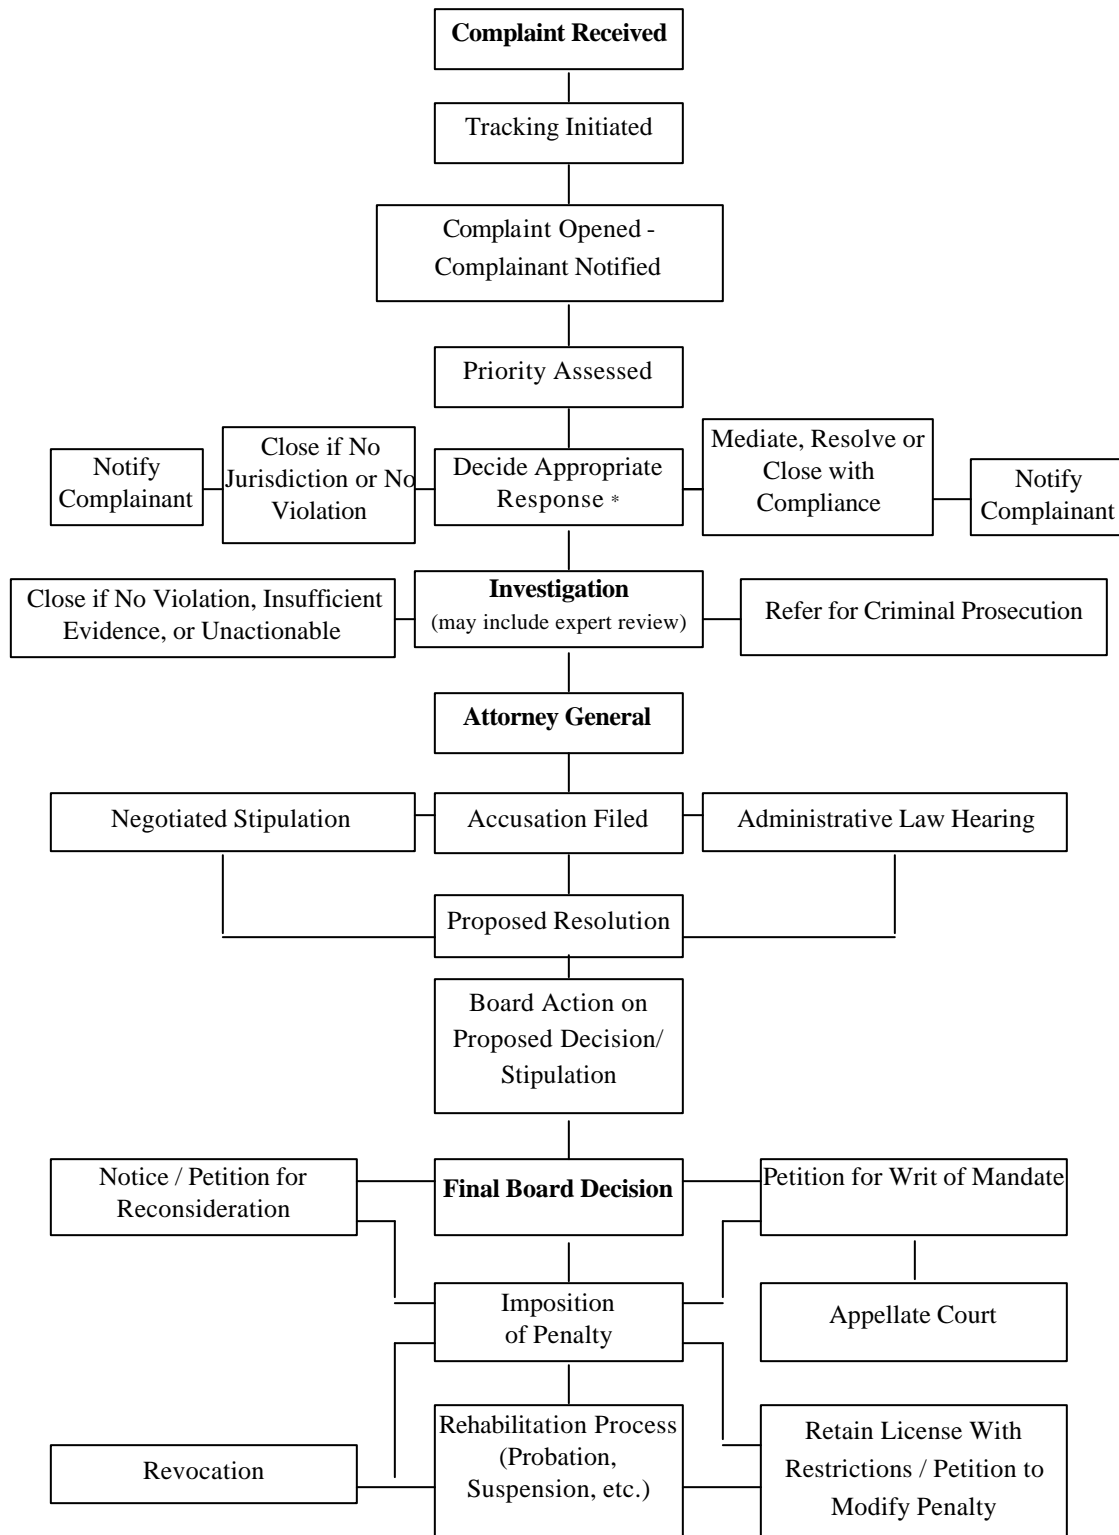 Complaint Received
Tracking Initiated
Complaint Opened -
Complainant Notified
Priority Assessed
Notify
Complainant
Close if No
Jurisdiction or No
Violation
Decide Appropriate
Response *
Mediate, Resolve or
Close with
Compliance
Notify
Complainant
Close if No Violation, Insufficient
Evidence, or Unactionable
Investigation
(may include expert review)
Refer for Criminal Prosecution
Attorney General
Negotiated Stipulation
Accusation Filed
Administrative Law Hearing
Proposed Resolution
Board Action on
Proposed Decision/
Stipulation
Notice / Petition for
Reconsideration
Final Board Decision
Petition for Writ of Mandate
Imposition
of Penalty
Appellate Court
Revocation
Rehabilitation Process
(Probation,
Suspension, etc.)
Retain License With
Restrictions / Petition to
Modify Penalty